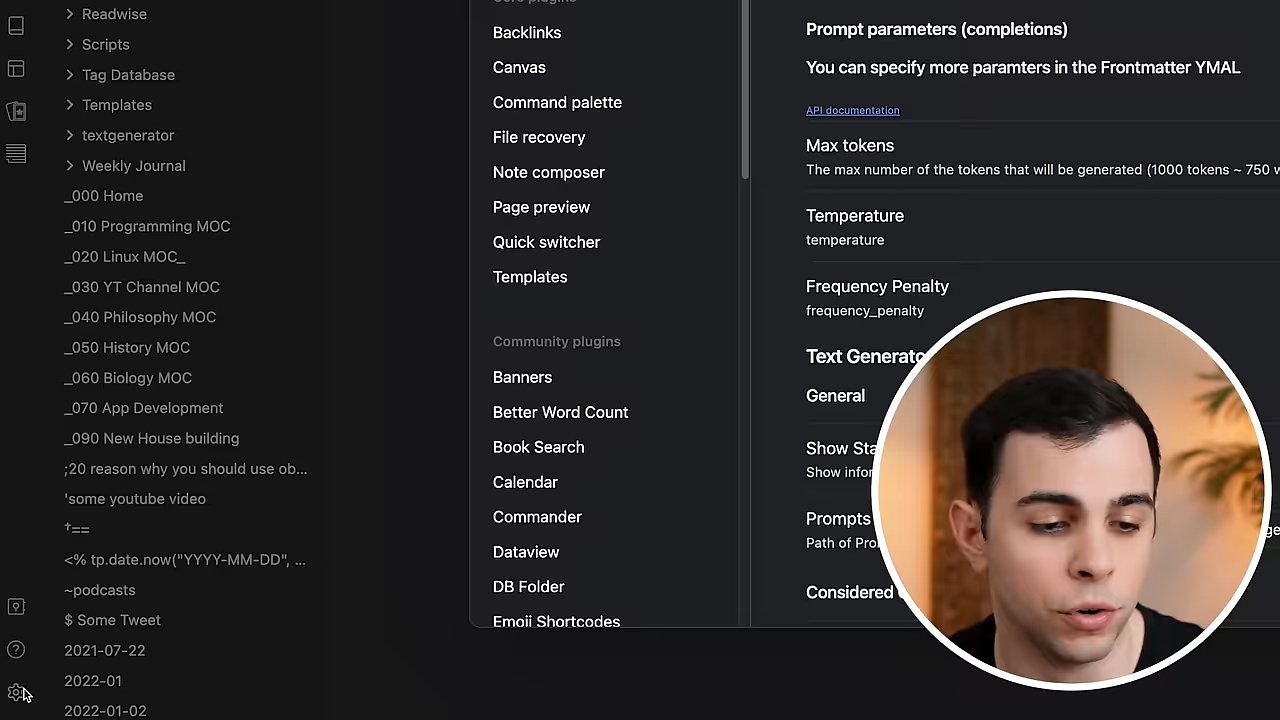 Readwise
Scripts
Tag Database
Templates
textgenerator
Weekly Journal
_000 Home
_010 Programming MOC
_020 Linux MOC_
_030 YT Channel MOC
_040 Philosophy MOC
_050 History MOC
_060 Biology MOC
_070 App Development
_090 New House building
;20 reason why you should use ob...
'some youtube video
†==
<% tp.date.now("YYYY-MM-DD", ...
~podcasts
$ Some Tweet
2021-07-22
2022-01
2022-01-02
Core plugins
Backlinks
Canvas
Command palette
File recovery
Note composer
Page preview
Quick switcher
Templates
Community plugins
Banners
Better Word Count
Book Search
Calendar
Commander
Dataview
DB Folder
Emoji Shortcodes
Prompt parameters (completions)
You can specify more paramters in the Frontmatter YMAL
API documentation
Max tokens
The max number of the tokens that will be generated (1000 tokens ~ 750 w
Temperature
temperature
Frequency Penalty
frequency_penalty
Text Generato
General
Show Sta
Show infor
Prompts
Path of Pro
Considered